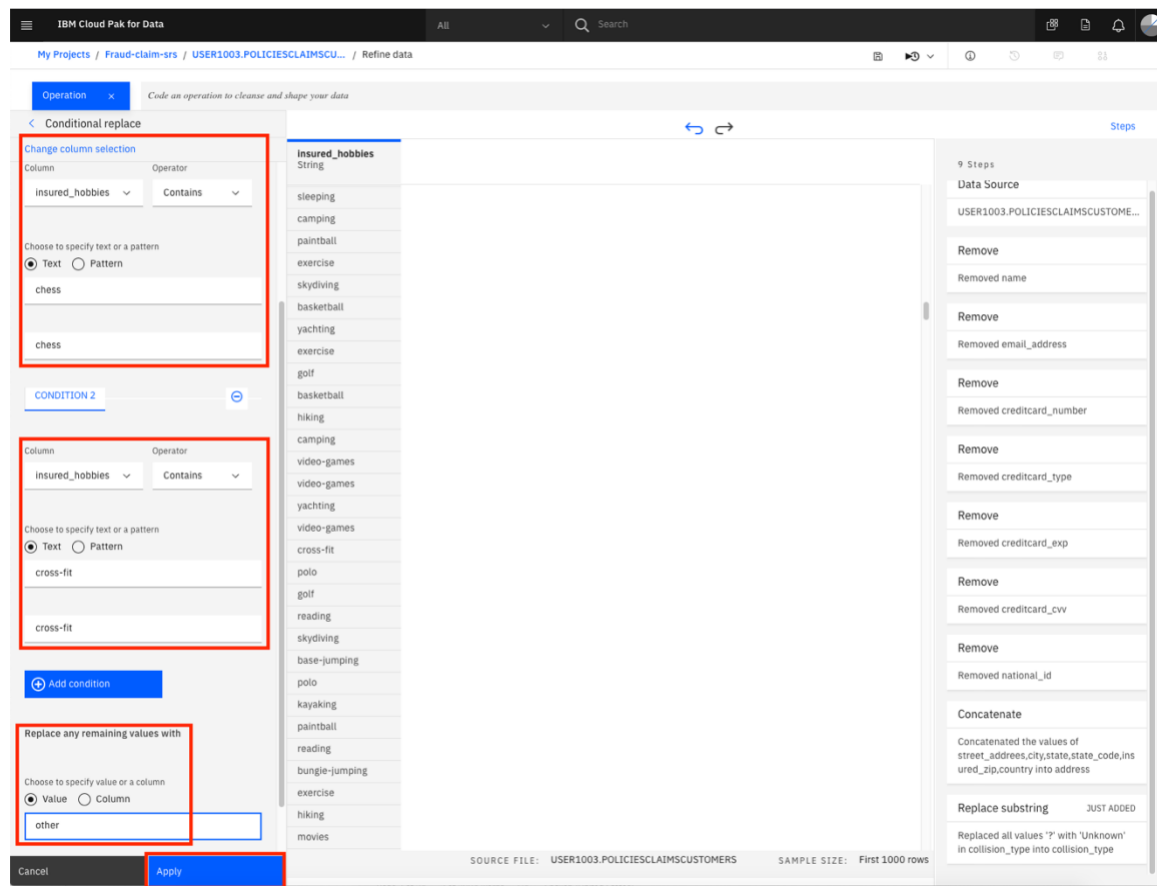 IBM Cloud Pak for Data
All
Search
My Projects / Fraud-claim-srs / USER1003.POLICIESCLAIMSCU... / Refine data
Operation ×
Code an operation to cleanse and shape your data
Conditional replace
Change column selection
Column Operator
insured_hobbies Contains
Choose to specify text or a pattern
Text Pattern
chess
chess
CONDITION 2
Column Operator
insured_hobbies Contains
Choose to specify text or a pattern
Text Pattern
cross-fit
cross-fit
Add condition
Replace any remaining values with
Choose to specify value or a column
Value Column
other
Cancel Apply
insured_hobbies
String
sleeping
camping
paintball
exercise
skydiving
basketball
yachting
exercise
golf
basketball
hiking
camping
video-games
video-games
yachting
video-games
cross-fit
polo
golf
reading
skydiving
base-jumping
polo
kayaking
paintball
reading
bungie-jumping
exercise
hiking
movies
SOURCE FILE: USER1003.POLICIESCLAIMSCUSTOMERS SAMPLE SIZE: First 1000 rows
Steps
9 Steps
Data Source
USER1003.POLICIESCLAIMSCUSTOME...
Remove
Removed name
Remove
Removed email_address
Remove
Removed creditcard_number
Remove
Removed creditcard_type
Remove
Removed creditcard_exp
Remove
Removed creditcard_cvv
Remove
Removed national_id
Concatenate
Concatenated the values of
street_addrees,city,state,state_code,ins
ured_zip,country into address
Replace substring JUST ADDED
Replaced all values '?' with 'Unknown'
in collision_type into collision_type